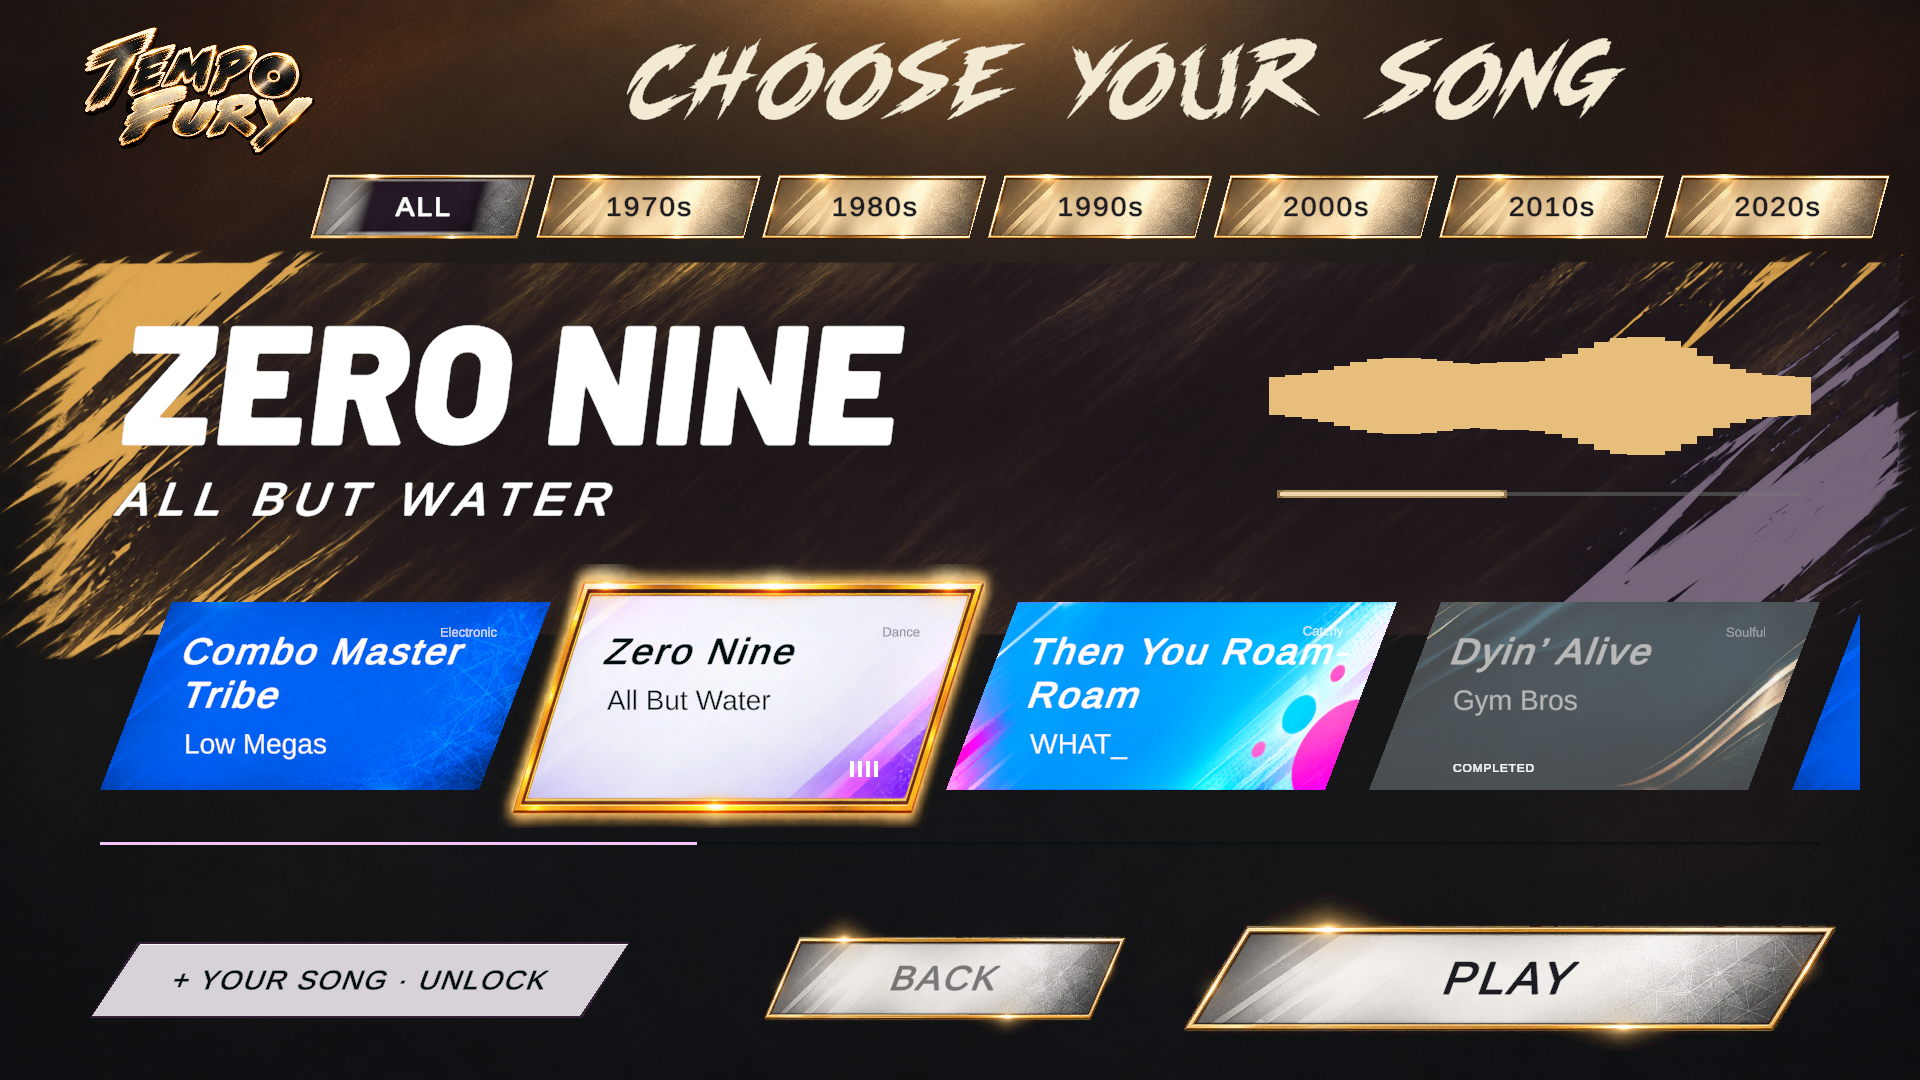 TEMPO
FURY
CHOOSE YOUR SONG
ALL
1970s
1980s
1990s
2000s
2010s
2020s
ZERO NINE
ALL BUT WATER
Electronic
Combo Master
Tribe
Low Megas
Dance
Zero Nine
All But Water
Catchy
Then You Roam-
Roam
WHAT_
Soulful
Dyin’ Alive
Gym Bros
COMPLETED
+ YOUR SONG · UNLOCK
BACK
PLAY